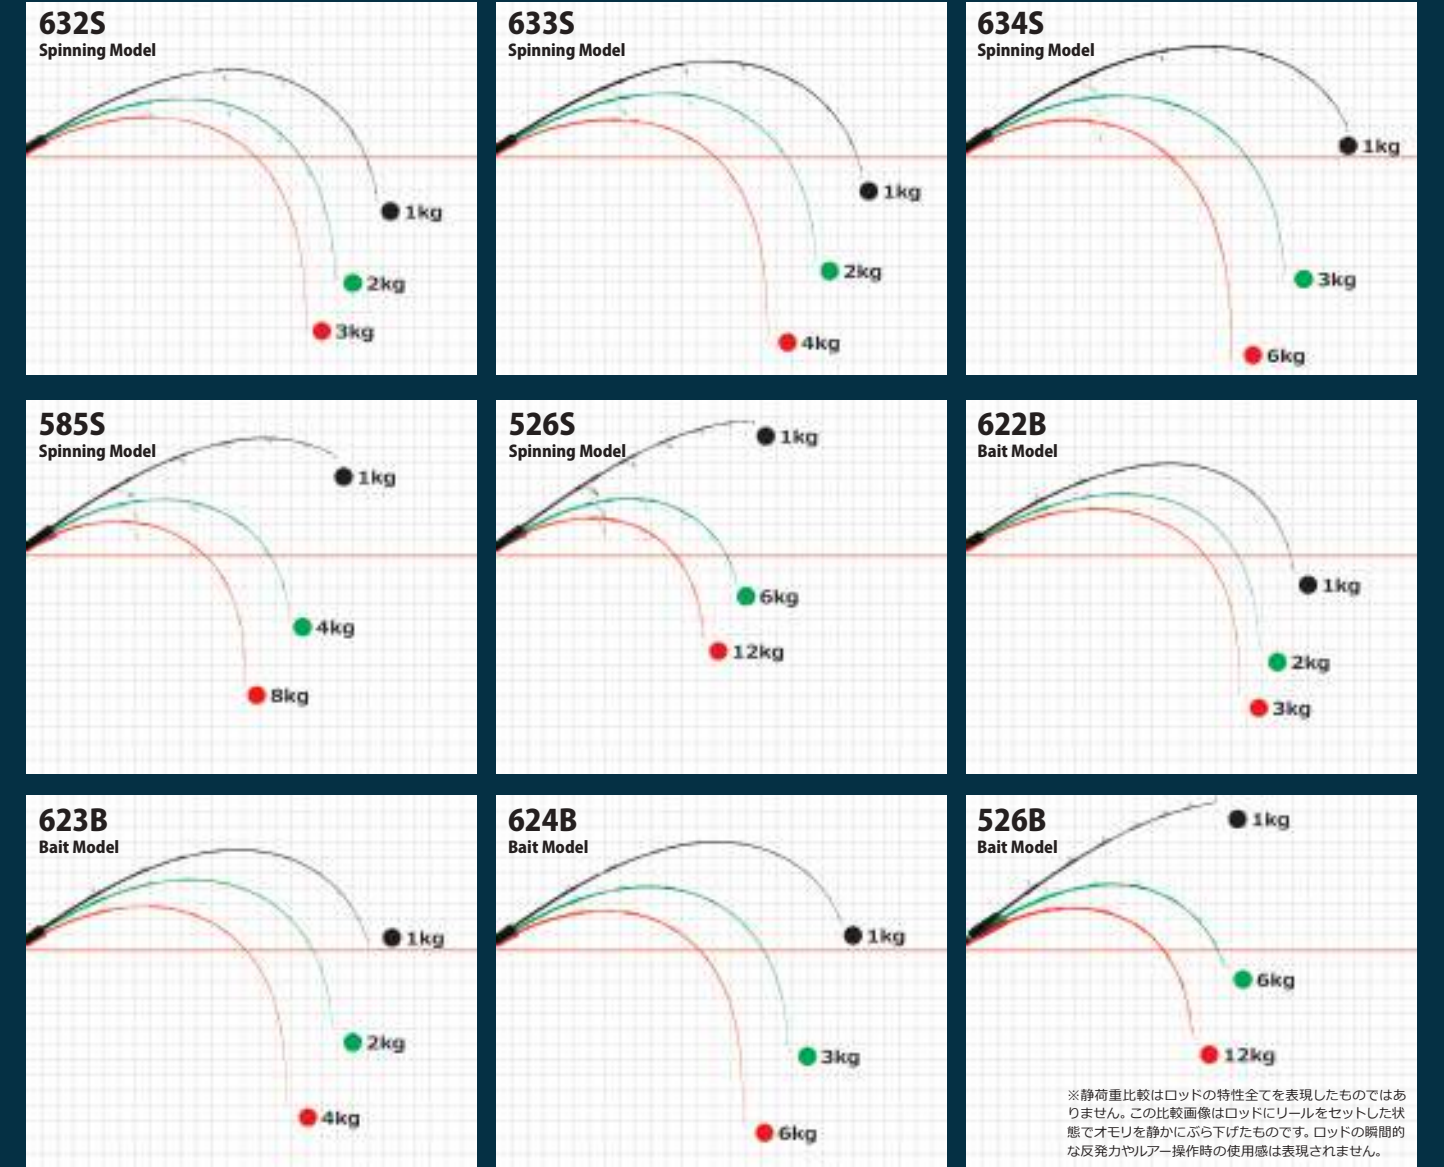 632S
Spinning Model
1kg
2kg
3kg
633S
Spinning Model
1kg
2kg
4kg
634S
Spinning Model
1kg
3kg
6kg
585S
Spinning Model
1kg
4kg
8kg
526S
Spinning Model
1kg
6kg
12kg
622B
Bait Model
1kg
2kg
3kg
623B
Bait Model
1kg
2kg
4kg
624B
Bait Model
1kg
3kg
6kg
526B
Bait Model
1kg
6kg
12kg
※静荷重比較はロッドの特性全てを表現したものではあ
りません。この比較画像はロッドにリールをセットした状
態でオモリを静かにぶら下げたものです。ロッドの瞬間的
な反発力やルアー操作時の使用感は表現されません。